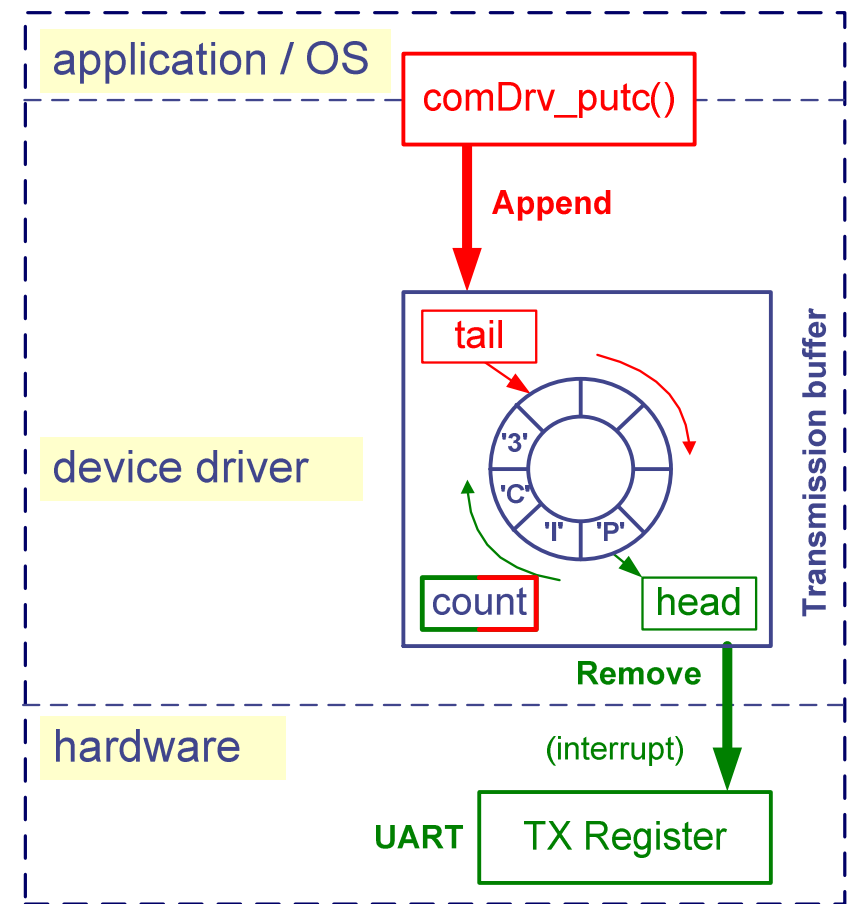 application / OS
comDrv_putc()
Append
tail
'3'
'C'
'I'
'P'
device driver
Transmission buffer
count
head
Remove
hardware
(interrupt)
UART
TX Register